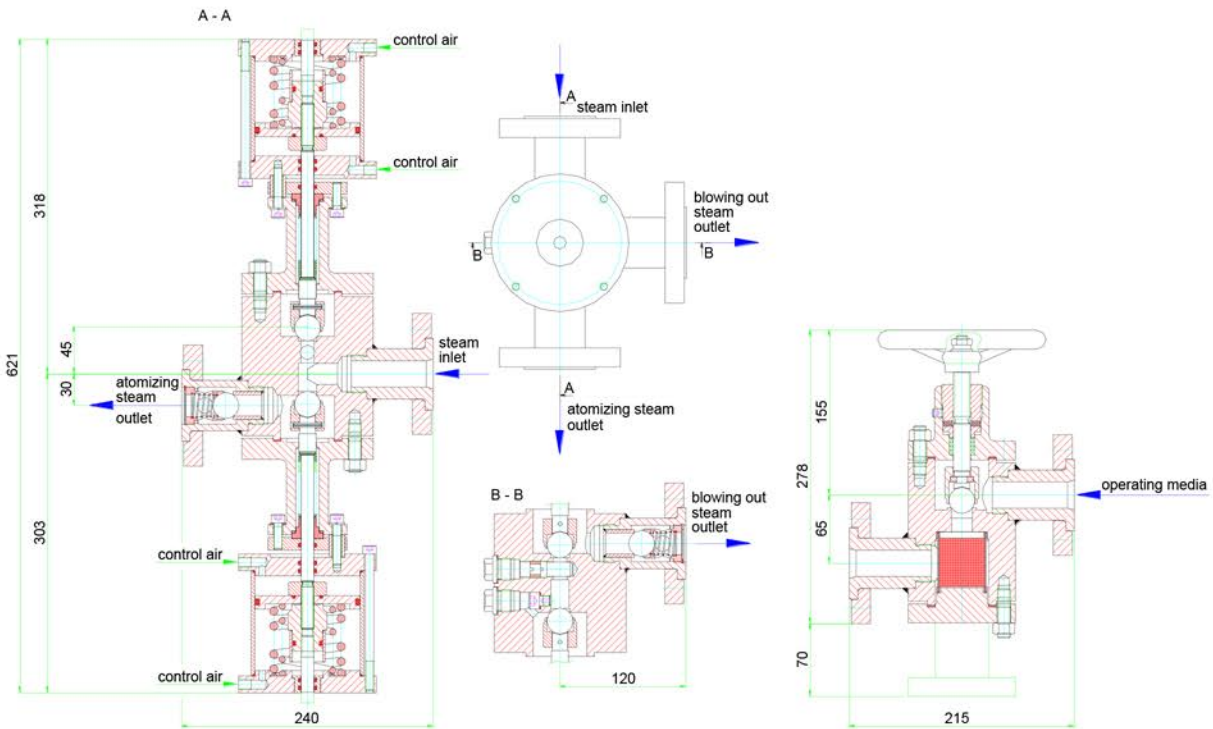 A - A
control air
control air
318
621
45
30
303
steam
inlet
atomizing
steam
outlet
control air
control air
240
A
steam inlet
blowing out
steam
outlet
B
B
A
atomizing steam
outlet
B - B
blowing out
steam
outlet
120
155
278
65
70
operating media
215